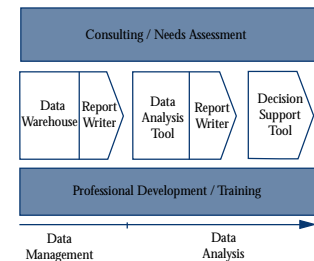 Consulting / Needs Assessment
Data
Warehouse
Report
Writer
Data
Analysis
Tool
Report
Writer
Decision
Support
Tool
Professional Development / Training
Data
Management
Data
Analysis